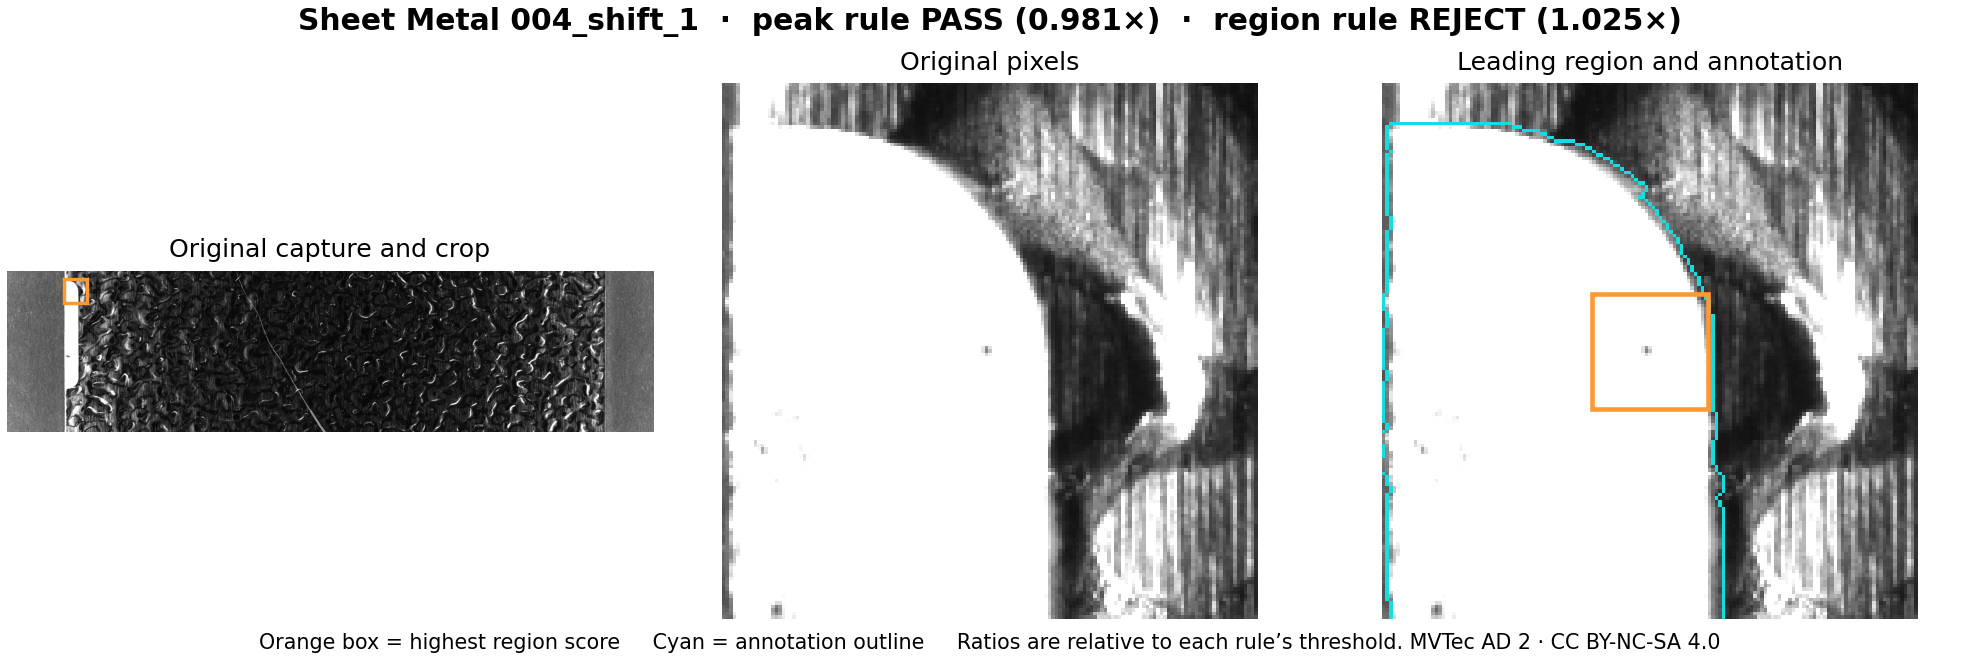 Sheet Metal 004_shift_1 · peak rule PASS (0.981×) · region rule REJECT (1.025×)
Original capture and crop
Original pixels
Leading region and annotation
Orange box = highest region score Cyan = annotation outline Ratios are relative to each rule’s threshold. MVTec AD 2 · CC BY-NC-SA 4.0